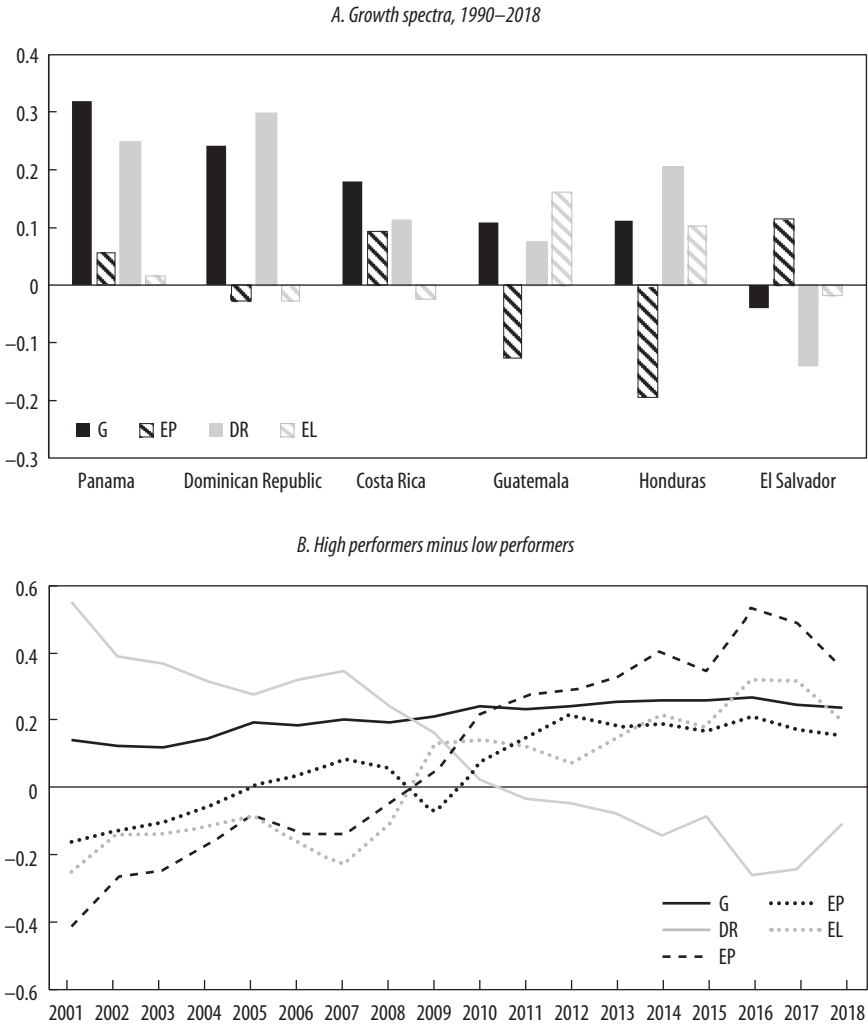 A. Growth spectra, 1990–2018
0.4
0.3
0.2
0.1
0
–0.1
–0.2
–0.3
G EP DR EL
Panama Dominican Republic Costa Rica Guatemala Honduras El Salvador
B. High performers minus low performers
0.6
0.4
0.2
0
–0.2
–0.4
–0.6
G EP
DR EL
EP
2001 2002 2003 2004 2005 2006 2007 2008 2009 2010 2011 2012 2013 2014 2015 2016 2017 2018